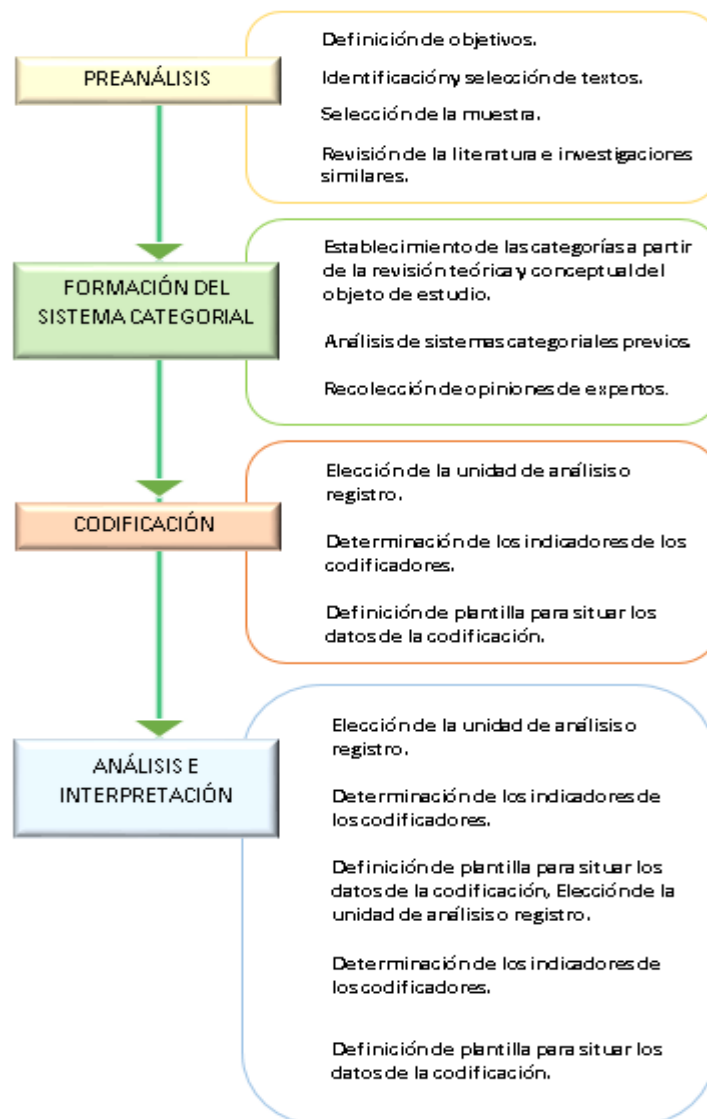 PREANÁLISIS
Definición de objetivos.
Identificación y selección de textos.
Selección de la muestra.
Revisión de la literatura e investigaciones
similares.
FORMACIÓN DEL
SISTEMA CATEGORIAL
Establecimiento de las categorías a partir
de la revisión teórica y conceptual del
objeto de estudio.
Análisis de sistemas categoriales previos.
Recolección de opiniones de expertos.
CODIFICACIÓN
Elección de la unidad de análisis o
registro.
Determinación de los indicadores de los
codificadores.
Definición de plantilla para situar los
datos de la codificación.
ANÁLISIS E
INTERPRETACIÓN
Elección de la unidad de análisis o
registro.
Determinación de los indicadores de
los codificadores.
Definición de plantilla para situar los
datos de la codificación, Elección de la
unidad de análisis o registro.
Determinación de los indicadores de
los codificadores.
Definición de plantilla para situar los
datos de la codificación.